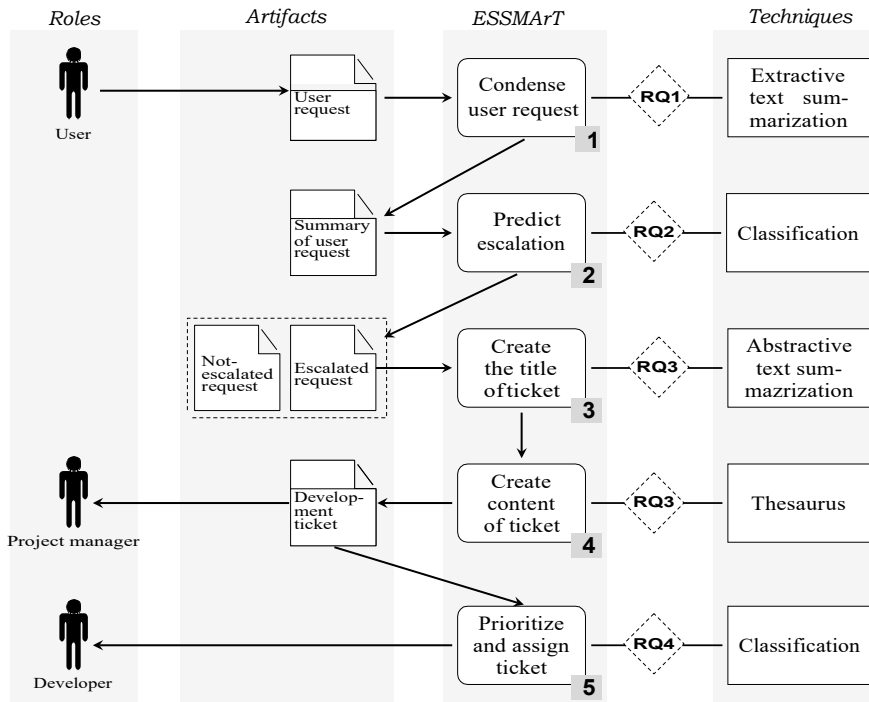 Roles Artifacts ESSMArT Techniques
User
User
request
Condense
user request
1
RQ1
Extractive
text sum-
marization
Summary
of user
request
Predict
escalation
2
RQ2
Classification
Not-
escalated
request
Escalated
request
Create
the title
of ticket
3
RQ3
Abstractive
text sum-
mazrization
Project manager
Develop-
ment
ticket
Create
content
of ticket
4
RQ3
Thesaurus
Developer
Prioritize
and assign
ticket
5
RQ4
Classification